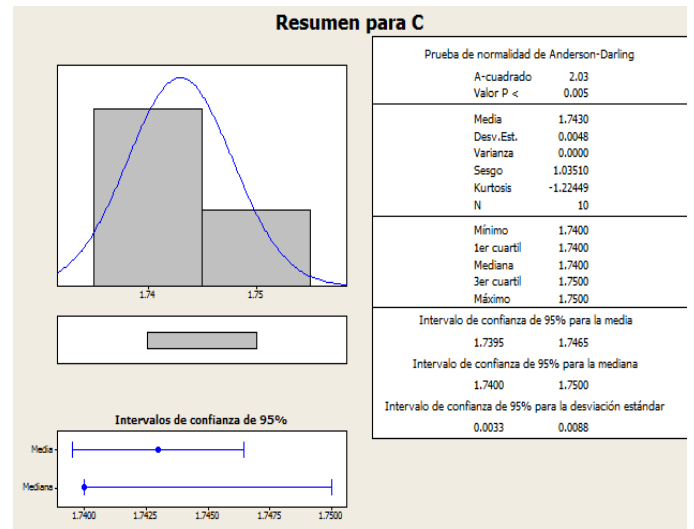 Resumen para C
1.74 1.75
Intervalos de confianza de 95%
Media
Mediana
1.7400 1.7425 1.7450 1.7475 1.7500
Prueba de normalidad de Anderson-Darling
A-cuadrado 2.03
Valor P < 0.005
Media 1.7430
Desv.Est. 0.0048
Varianza 0.0000
Sesgo 1.03510
Kurtosis -1.22449
N 10
Mínimo 1.7400
1er cuartil 1.7400
Mediana 1.7400
3er cuartil 1.7500
Máximo 1.7500
Intervalo de confianza de 95% para la media
1.7395 1.7465
Intervalo de confianza de 95% para la mediana
1.7400 1.7500
Intervalo de confianza de 95% para la desviación estándar
0.0033 0.0088